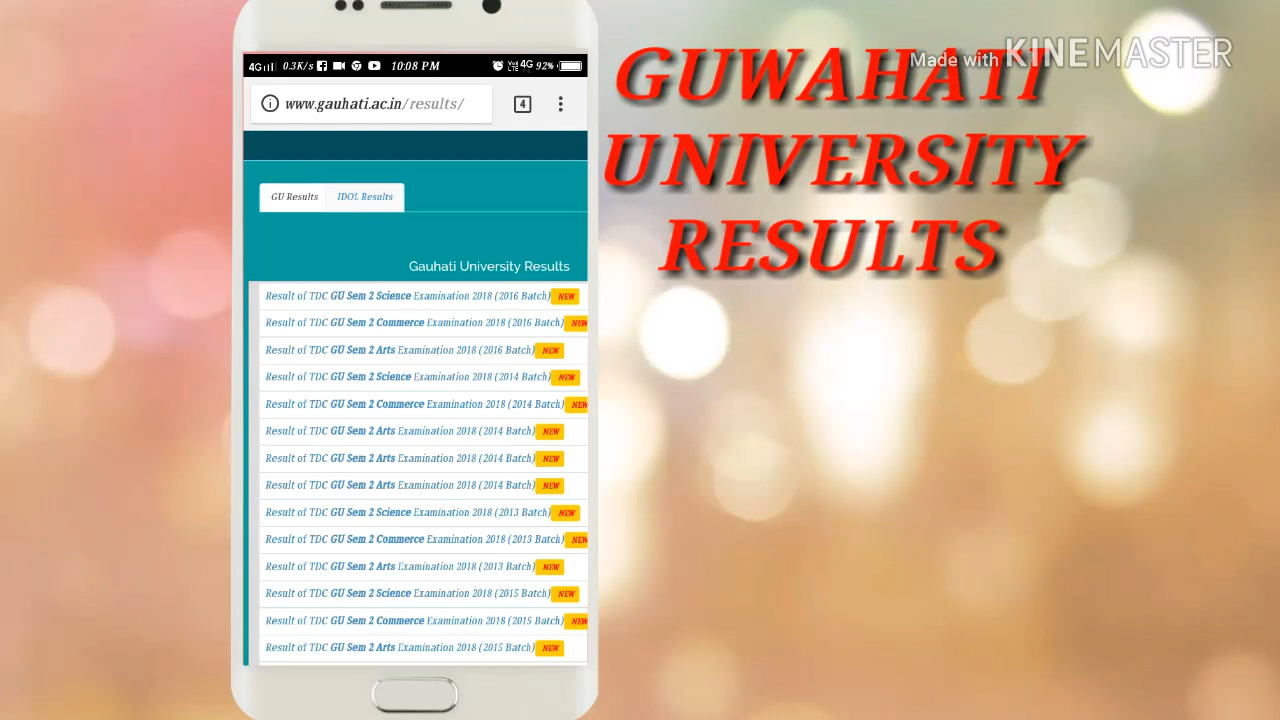 4G 0.3K/s 10:08 PM VoLTE 4G 92%
www.gauhati.ac.in/results/ 4
GU Results IDOL Results
Gauhati University Results
Result of TDC GU Sem 2 Science Examination 2018 (2016 Batch) NEW
Result of TDC GU Sem 2 Commerce Examination 2018 (2016 Batch) NEW
Result of TDC GU Sem 2 Arts Examination 2018 (2016 Batch) NEW
Result of TDC GU Sem 2 Science Examination 2018 (2014 Batch) NEW
Result of TDC GU Sem 2 Commerce Examination 2018 (2014 Batch) NEW
Result of TDC GU Sem 2 Arts Examination 2018 (2014 Batch) NEW
Result of TDC GU Sem 2 Arts Examination 2018 (2014 Batch) NEW
Result of TDC GU Sem 2 Arts Examination 2018 (2014 Batch) NEW
Result of TDC GU Sem 2 Science Examination 2018 (2013 Batch) NEW
Result of TDC GU Sem 2 Commerce Examination 2018 (2013 Batch) NEW
Result of TDC GU Sem 2 Arts Examination 2018 (2013 Batch) NEW
Result of TDC GU Sem 2 Science Examination 2018 (2015 Batch) NEW
Result of TDC GU Sem 2 Commerce Examination 2018 (2015 Batch) NEW
Result of TDC GU Sem 2 Arts Examination 2018 (2015 Batch) NEW
Made with KINEMASTER
GUWAHATI
UNIVERSITY
RESULTS